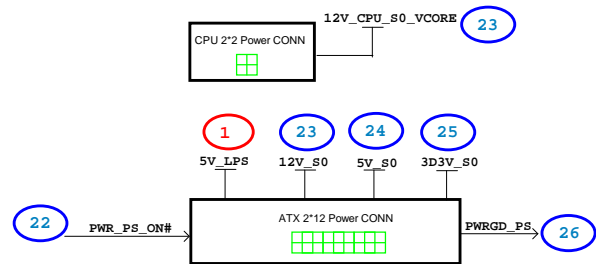 12V_CPU_S0_VCORE 23
CPU 2*2 Power CONN
1 23 24 25
5V_LPS 12V_S0 5V_S0 3D3V_S0
22 PWR_PS_ON# ATX 2*12 Power CONN PWRGD_PS 26